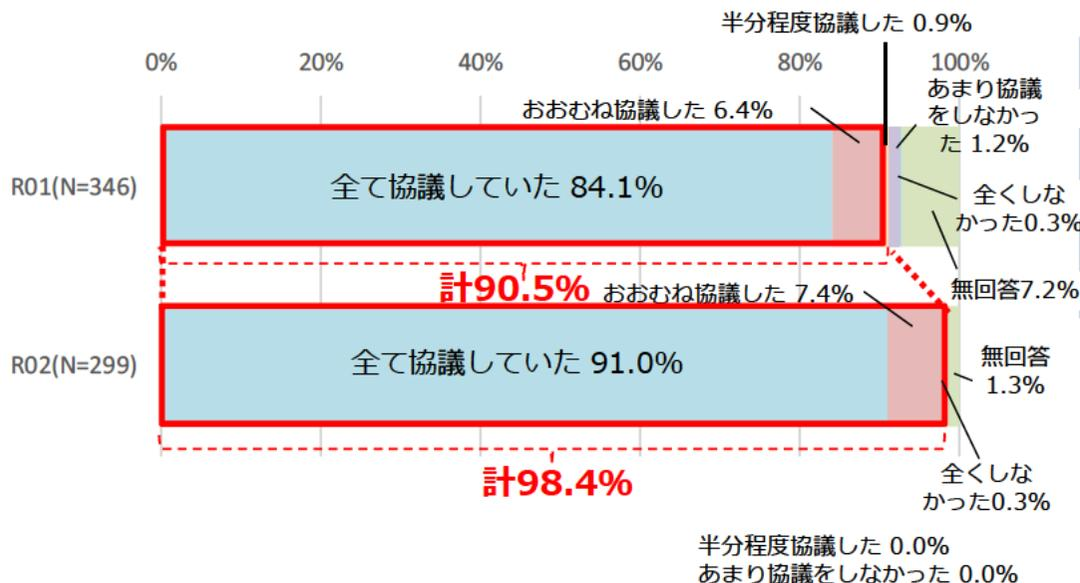 半分程度協議した 0.9%
0%
20%
40%
60%
80%
100%
おおむね協議した 6.4%
あまり協議
をしなかっ
た 1.2%
R01(N=346)
全て協議していた 84.1%
全くしな
かった0.3%
無回答7.2%
計90.5%
おおむね協議した 7.4%
R02(N=299)
全て協議していた 91.0%
無回答
1.3%
計98.4%
全くしな
かった0.3%
半分程度協議した 0.0%
あまり協議をしなかった 0.0%